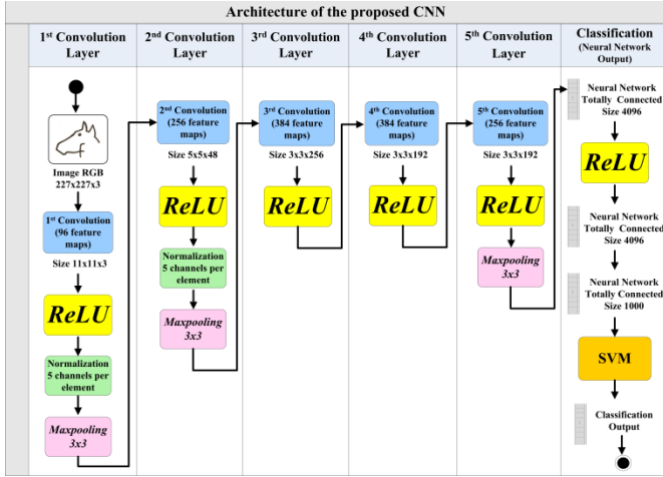 Architecture of the proposed CNN
1st Convolution
Layer
2nd Convolution
Layer
3rd Convolution
Layer
4th Convolution
Layer
5th Convolution
Layer
Classification
(Neural Network
Output)
Image RGB
227x227x3
1st Convolution
(96 feature
maps)
Size 11x11x3
ReLU
Normalization
5 channels per
element
Maxpooling
3x3
2nd Convolution
(256 feature
maps)
Size 5x5x48
ReLU
Normalization
5 channels per
element
Maxpooling
3x3
3rd Convolution
(384 feature
maps)
Size 3x3x256
ReLU
4th Convolution
(384 feature
maps)
Size 3x3x192
ReLU
5th Convolution
(256 feature
maps)
Size 3x3x192
ReLU
Maxpooling
3x3
Neural Network
Totally Connected
Size 4096
ReLU
Neural Network
Totally Connected
Size 4096
Neural Network
Totally Connected
Size 1000
SVM
Classification
Output